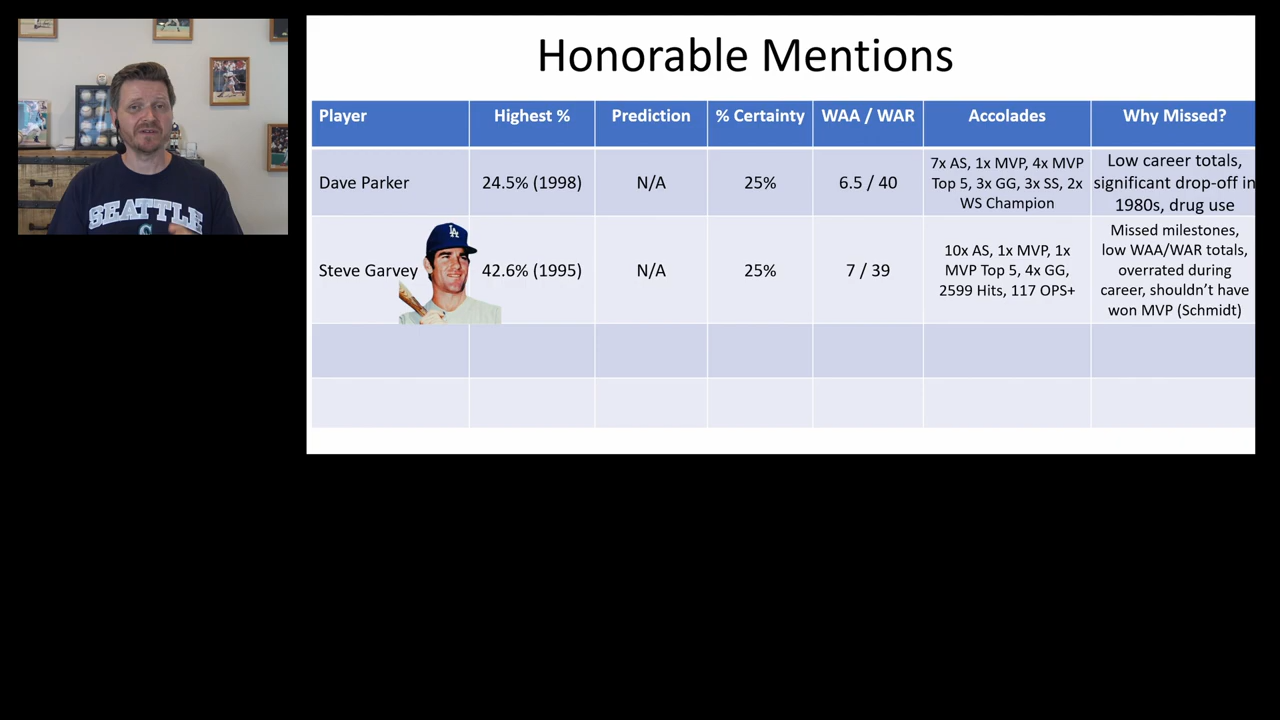 Honorable Mentions
Player Highest % Prediction % Certainty WAA / WAR Accolades Why Missed?
Dave Parker 24.5% (1998) N/A 25% 6.5 / 40
7x AS, 1x MVP, 4x MVP
Top 5, 3x GG, 3x SS, 2x
WS Champion
Low career totals,
significant drop-off in
1980s, drug use
Steve Garvey 42.6% (1995) N/A 25% 7 / 39
10x AS, 1x MVP, 1x
MVP Top 5, 4x GG,
2599 Hits, 117 OPS+
Missed milestones,
low WAA/WAR totals,
overrated during
career, shouldn't have
won MVP (Schmidt)
SEATTLE
S
LA